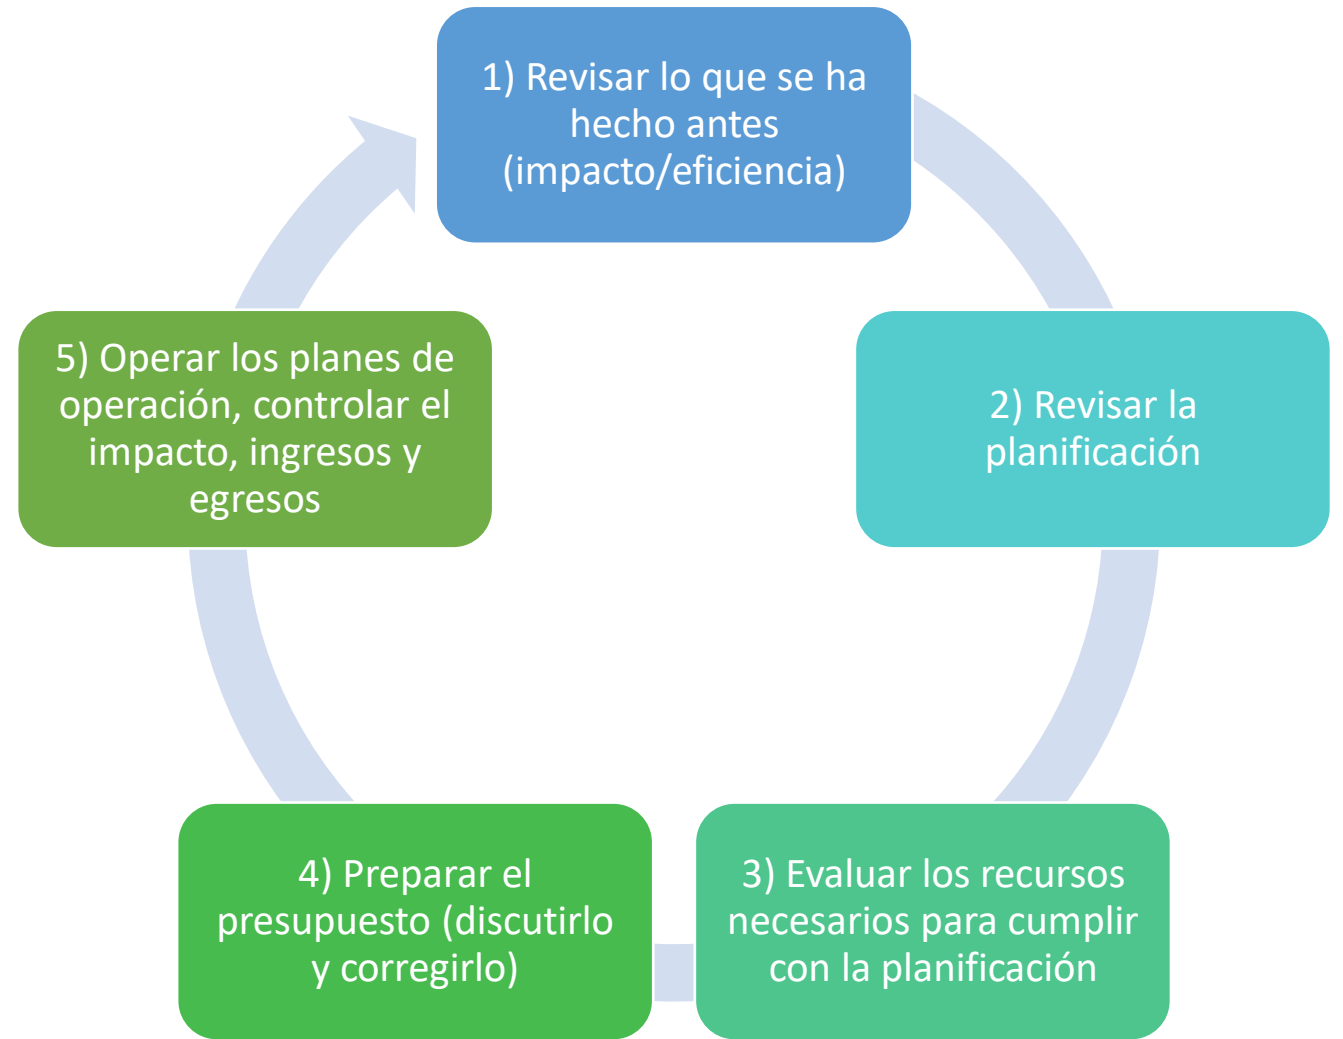 1) Revisar lo que se ha
hecho antes
(impacto/eficiencia)
2) Revisar la
planificación
3) Evaluar los recursos
necesarios para cumplir
con la planificación
4) Preparar el
presupuesto (discutirlo
y corregirlo)
5) Operar los planes de
operación, controlar el
impacto, ingresos y
egresos